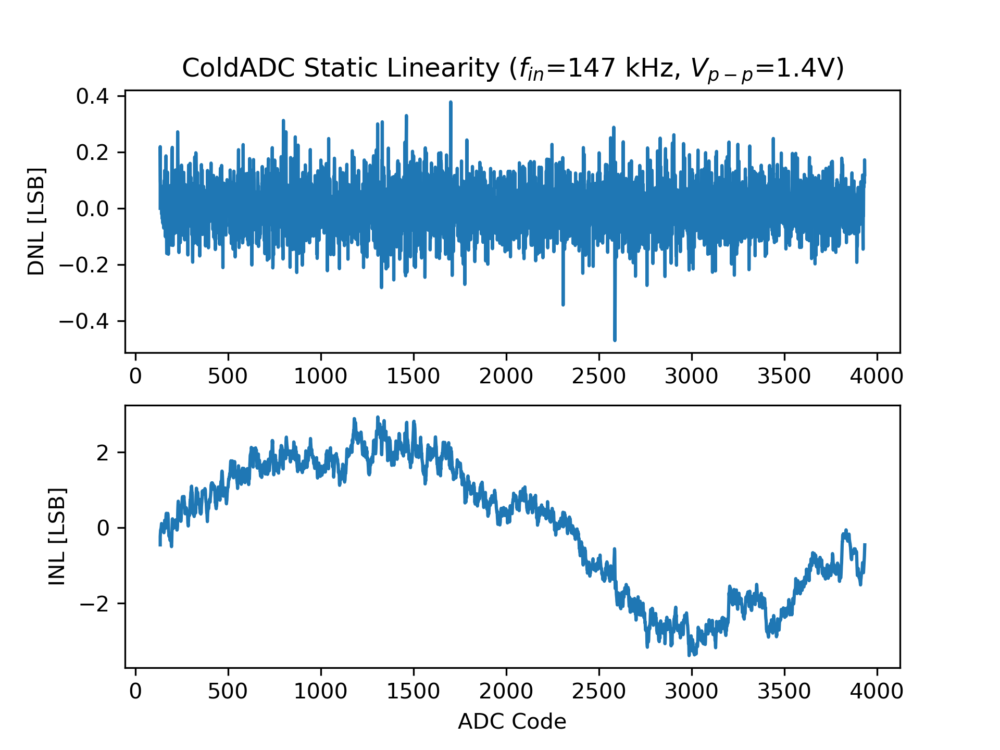 ColdADC Static Linearity (f_in=147 kHz, V_p−p=1.4V)
DNL [LSB]
0.4
0.2
0.0
−0.2
−0.4
0 500 1000 1500 2000 2500 3000 3500 4000
INL [LSB]
2
0
−2
0 500 1000 1500 2000 2500 3000 3500 4000
ADC Code